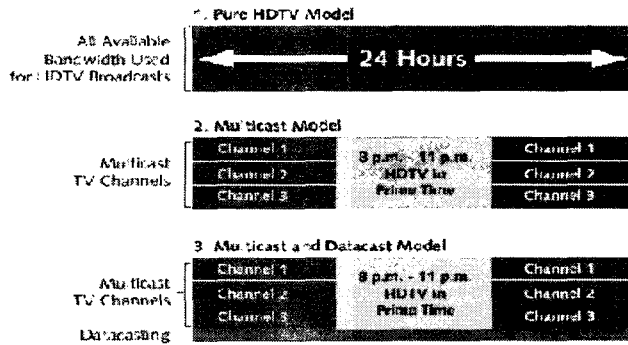 1. Pure HDTV Model
All Available
Bandwidth Used
for HDTV Broadcasts
24 Hours
2. Multicast Model
Multicast
TV Channels
Channel 1
Channel 2
Channel 3
8 p.m. - 11 p.m.
HDTV in
Prime Time
Channel 1
Channel 2
Channel 3
3. Multicast and Datacast Model
Multicast
TV Channels
Datacasting
Channel 1
Channel 2
Channel 3
8 p.m. - 11 p.m.
HDTV in
Prime Time
Channel 1
Channel 2
Channel 3